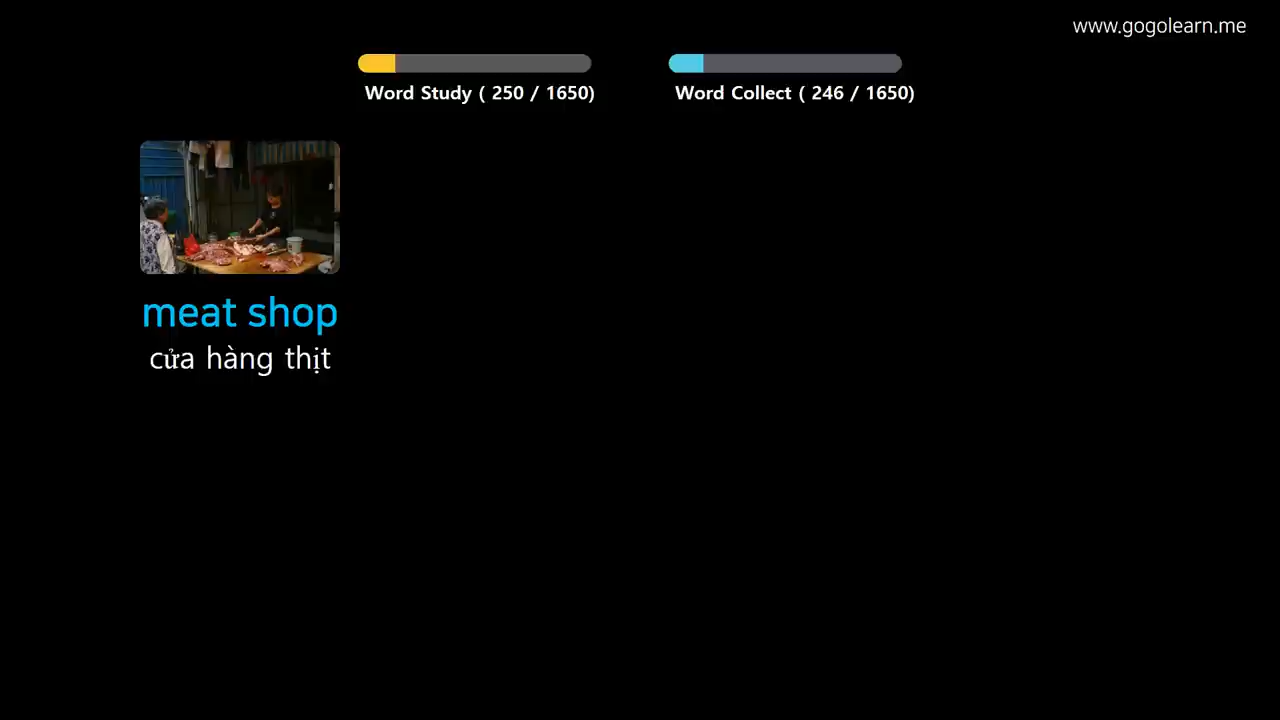 www.gogolearn.me
Word Study ( 250 / 1650)
Word Collect ( 246 / 1650)
meat shop
cửa hàng thịt